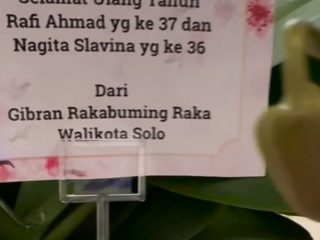 Selamat Ulang Tahun
Rafi Ahmad yg ke 37 dan
Nagita Slavina yg ke 36
Dari
Gibran Rakabuming Raka
Walikota Solo